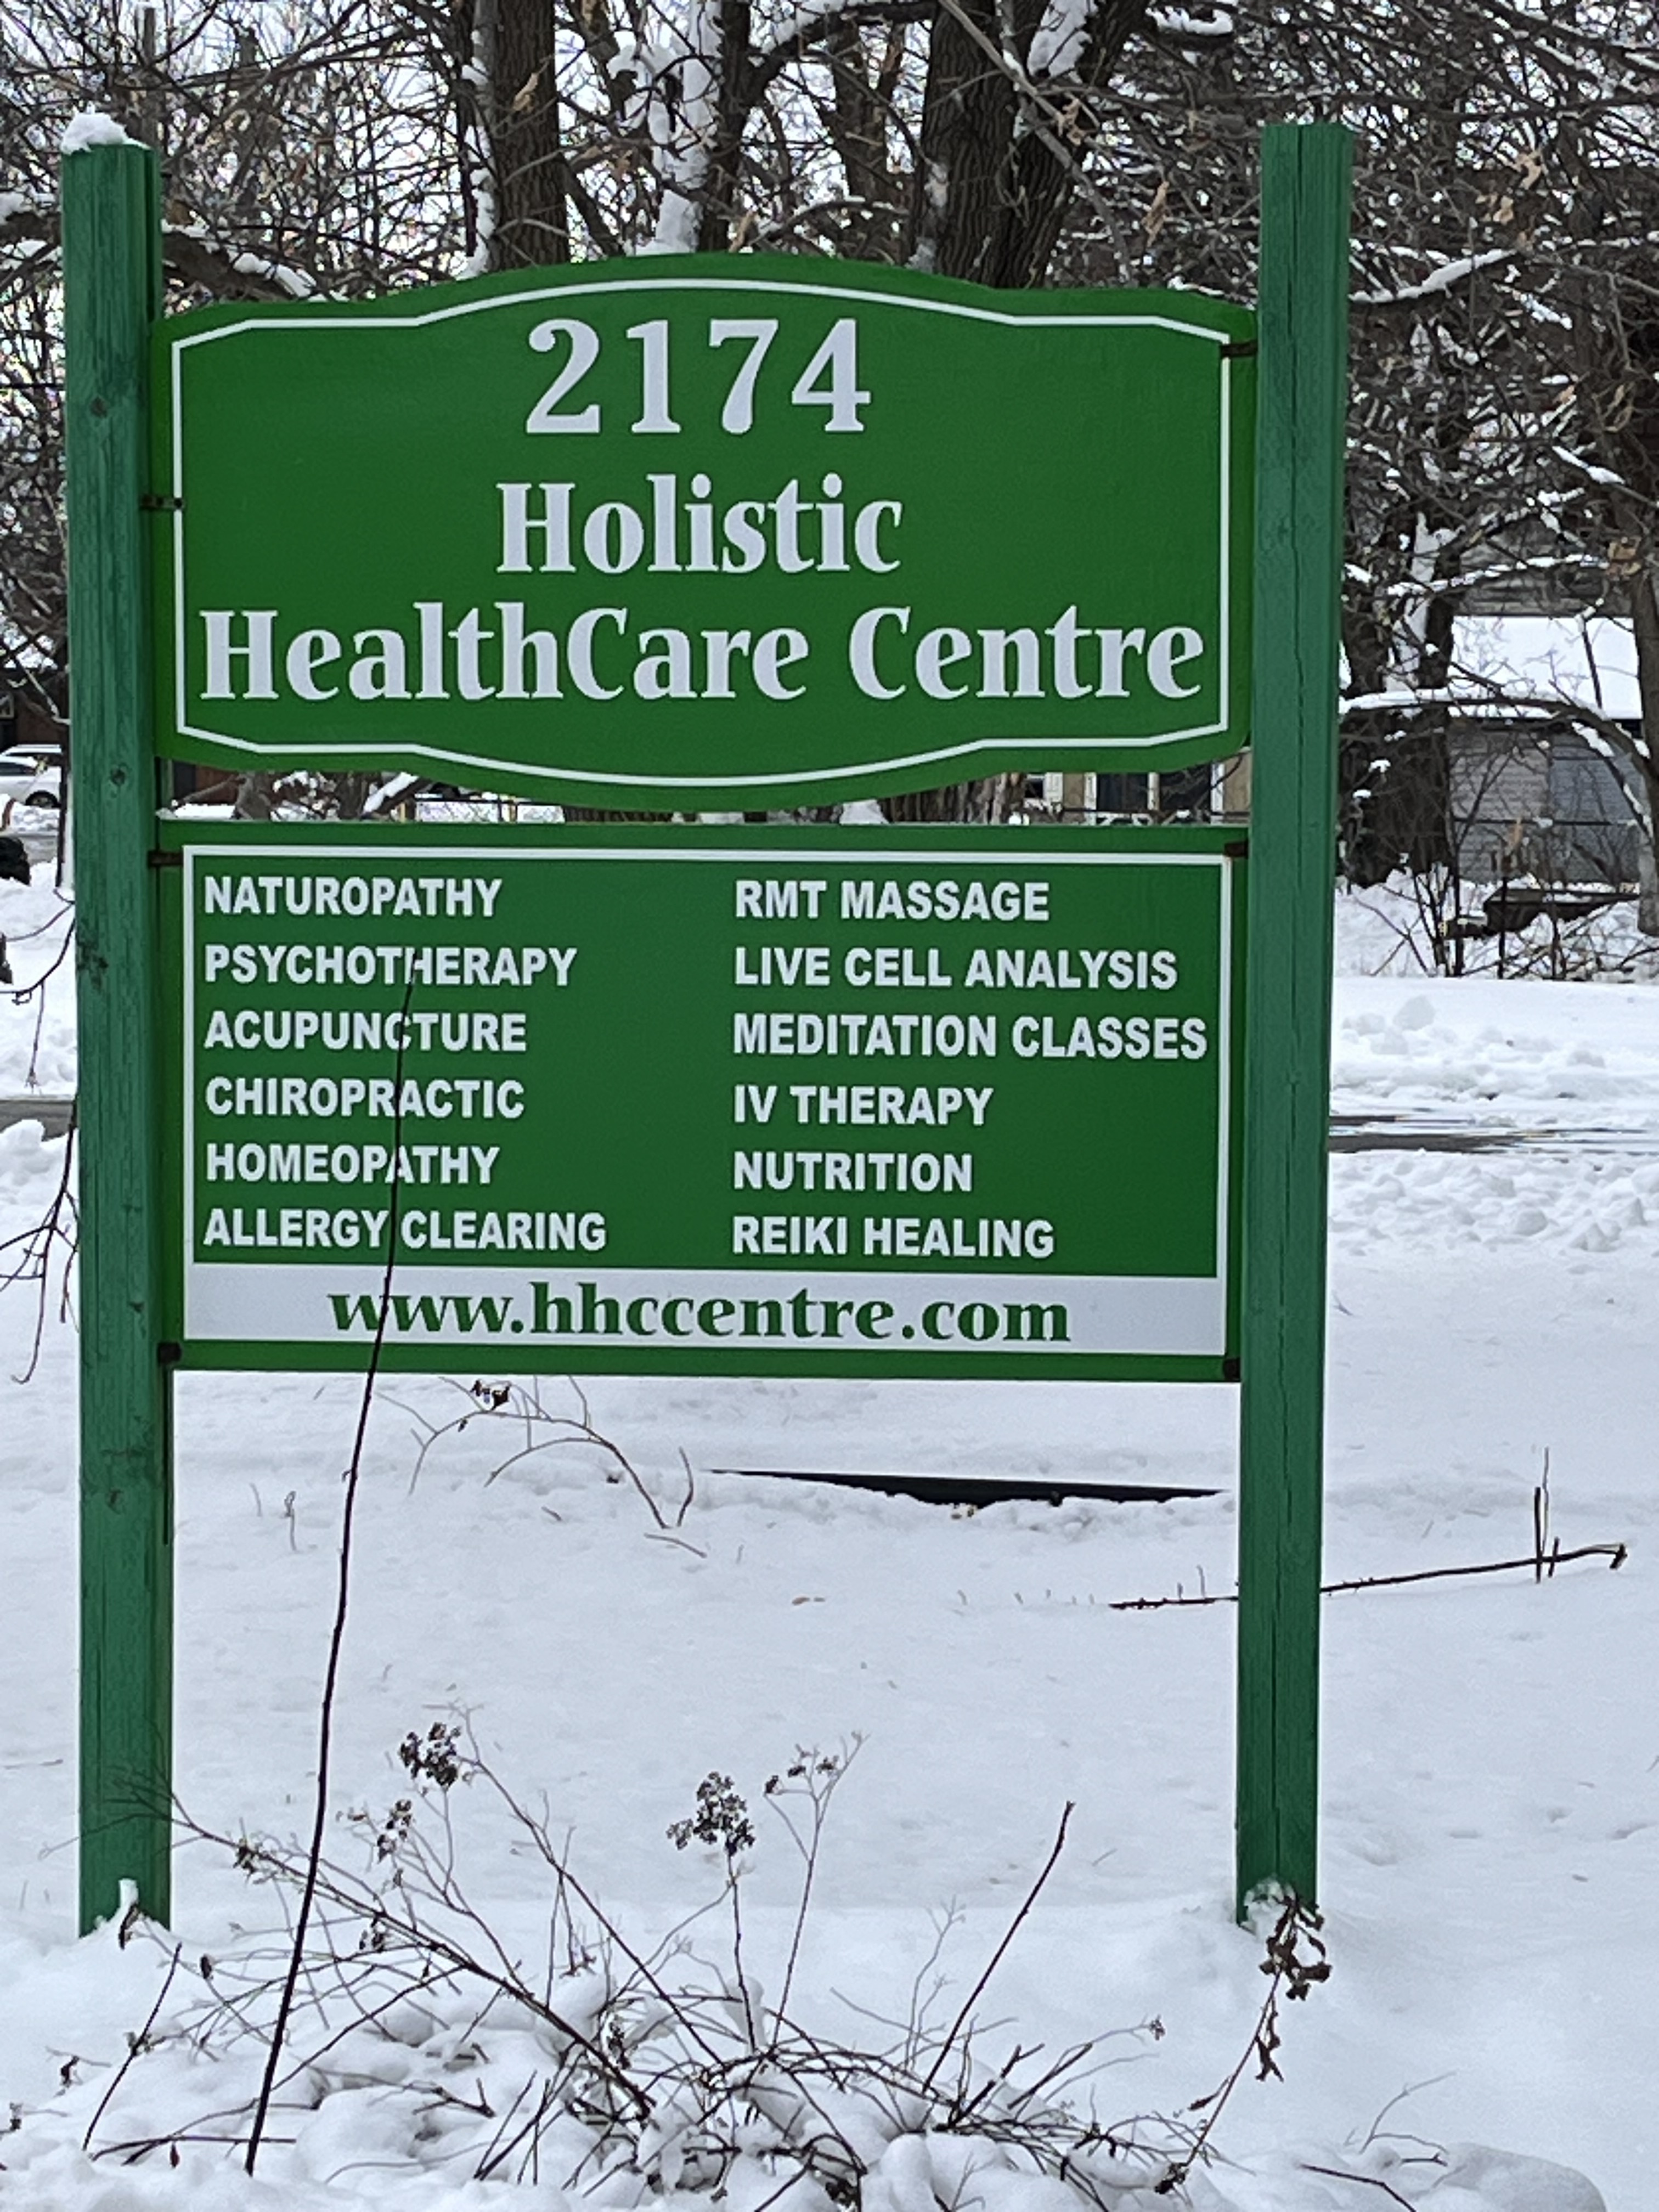 2174
Holistic
HealthCare Centre
NATUROPATHY
PSYCHOTHERAPY
ACUPUNCTURE
CHIROPRACTIC
HOMEOPATHY
ALLERGY CLEARING
RMT MASSAGE
LIVE CELL ANALYSIS
MEDITATION CLASSES
IV THERAPY
NUTRITION
REIKI HEALING
www.hhccentre.com